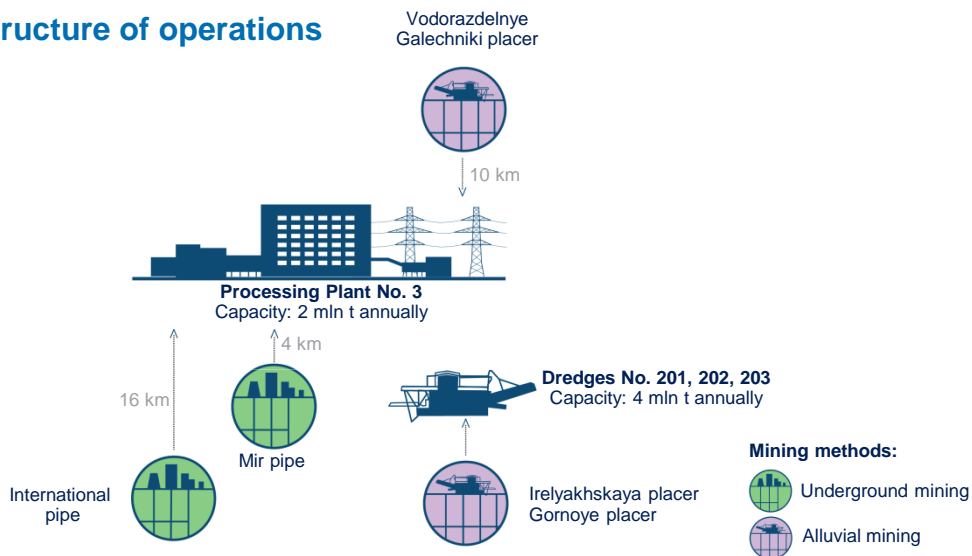 ructure of operations
Vodorazdelnye
Galechniki placer
10 km
Processing Plant No. 3
Capacity: 2 mln t annually
4 km
16 km
Dredges No. 201, 202, 203
Capacity: 4 mln t annually
Mir pipe
International
pipe
Irelyakhskaya placer
Gornoye placer
Mining methods:
Underground mining
Alluvial mining